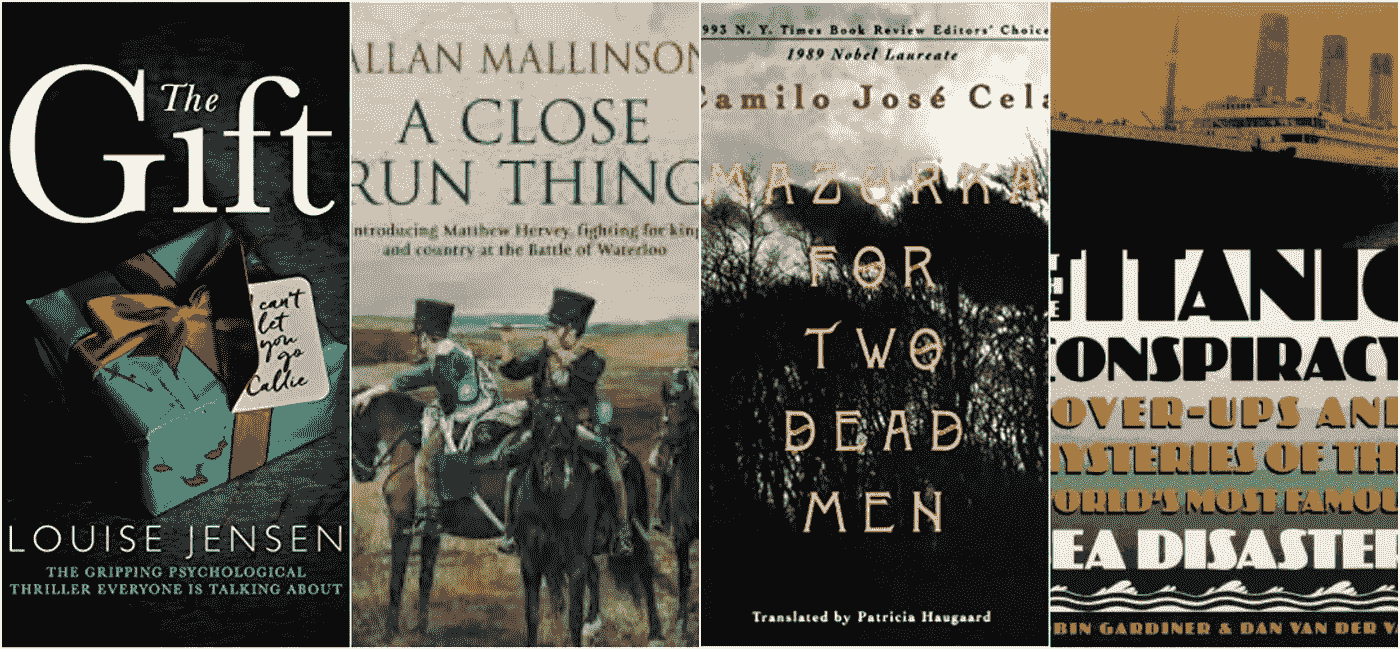 The
Gift
can't
let
you
go
Callie
LOUISE JENSEN
THE GRIPPING PSYCHOLOGICAL
THRILLER EVERYONE IS TALKING ABOUT
ALLAN MALLINSON
A CLOSE
RUN THING
ntroducing Matthew Hervey, fighting for king
and country at the Battle of Waterloo
993 N. Y. Times Book Review Editors' Choice
1989 Nobel Laureate
Camilo José Cela
MAZURKA
FOR
TWO
DEAD
MEN
Translated by Patricia Haugaard
THE
TITANIC
CONSPIRACY
OVER-UPS AND
YSTERIES OF TH
ORLD'S MOST FAMOU
EA DISASTER
BIN GARDINER & DAN VAN DER VA